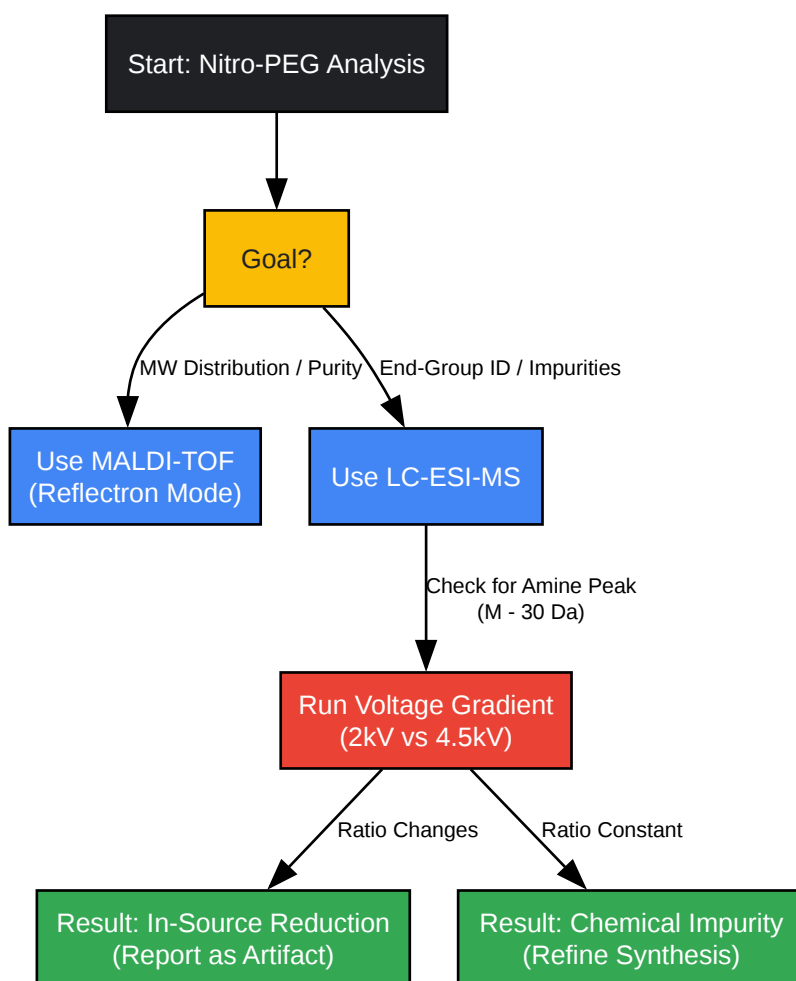 Start: Nitro-PEG Analysis
Goal?
MW Distribution / Purity
End-Group ID / Impurities
Use MALDI-TOF
(Reflectron Mode)
Use LC-ESI-MS
Check for Amine Peak
(M - 30 Da)
Run Voltage Gradient
(2kV vs 4.5kV)
Ratio Changes
Ratio Constant
Result: In-Source Reduction
(Report as Artifact)
Result: Chemical Impurity
(Refine Synthesis)